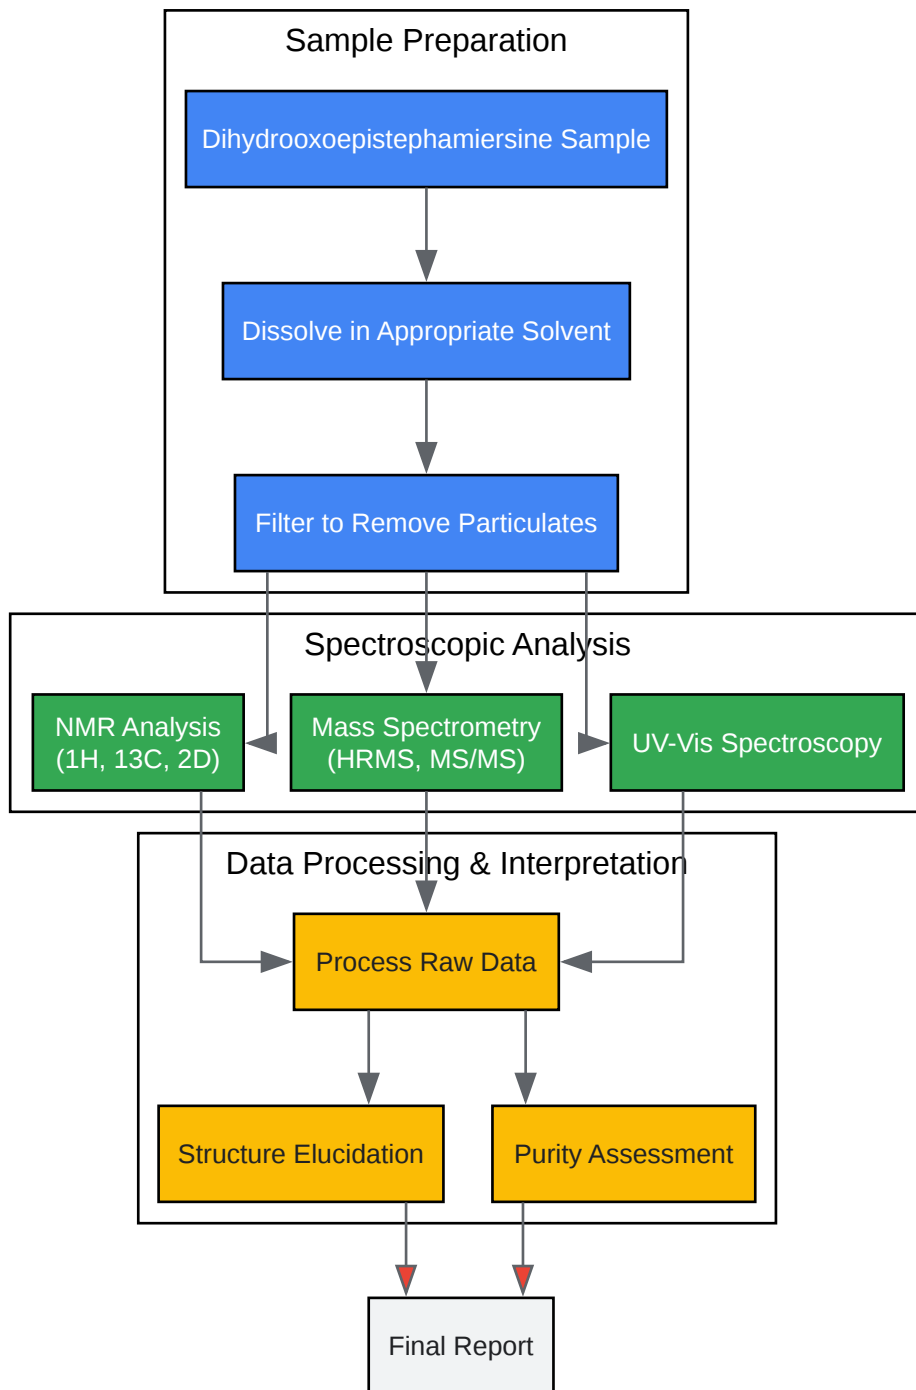 Sample Preparation
Dihydrooxoepistephamiersine Sample
Dissolve in Appropriate Solvent
Filter to Remove Particulates
Spectroscopic Analysis
NMR Analysis
(1H, 13C, 2D)
Mass Spectrometry
(HRMS, MS/MS)
UV-Vis Spectroscopy
Data Processing & Interpretation
Process Raw Data
Structure Elucidation
Purity Assessment
Final Report